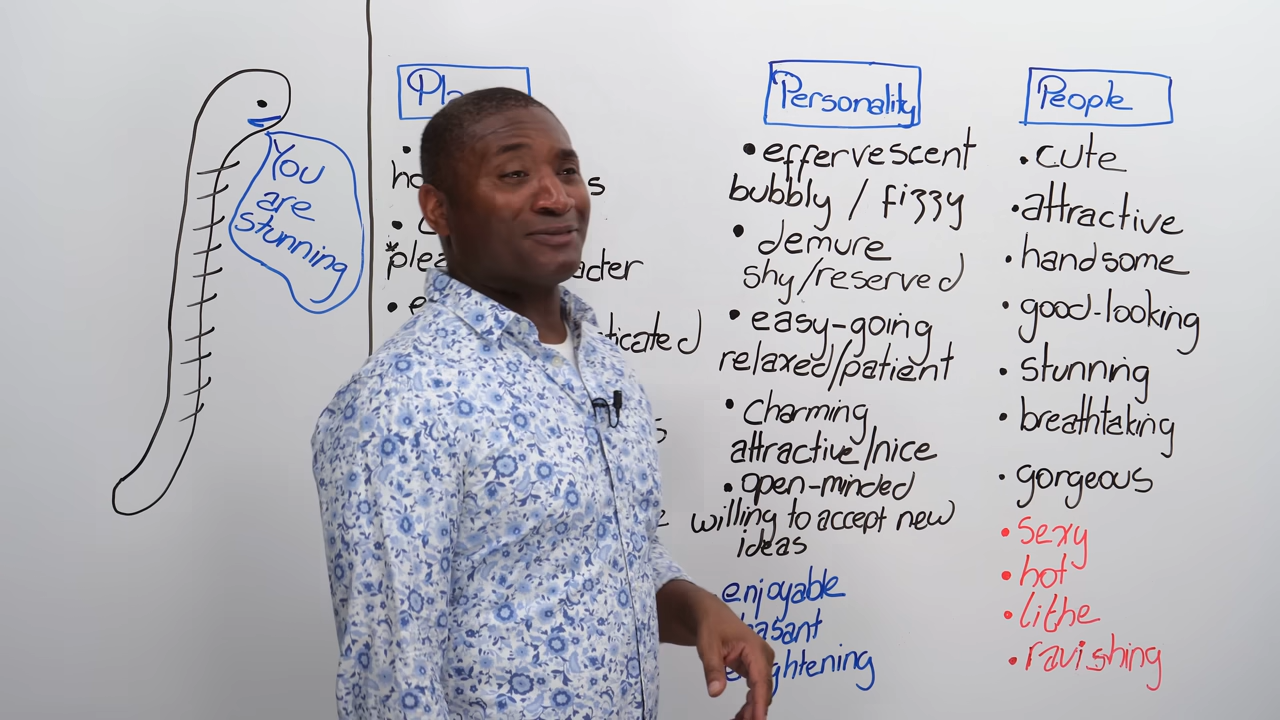 You
are
stunning
Personality
• effervescent
bubbly / fizzy
• demure
shy/reserved
• easy-going
relaxed/patient
• Charming
attractive/nice
• open-minded
willing to accept new
ideas
enjoyable
People
• cute
• attractive
• handsome
• good-looking
• stunning
• breathtaking
• gorgeous
• sexy
• hot
• lithe
• ravishing